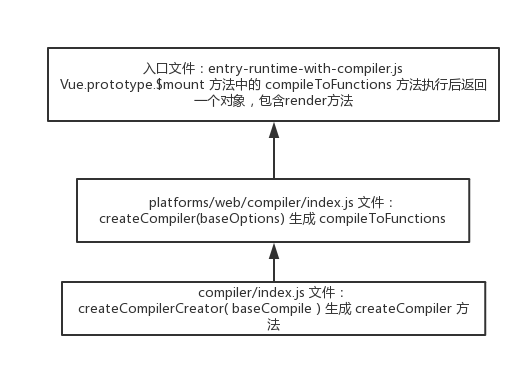 入口文件：entry-runtime-with-compiler.js
Vue.prototype.$mount 方法中的 compileToFunctions 方法执行后返回
一个对象，包含render方法
platforms/web/compiler/index.js 文件：
createCompiler(baseOptions) 生成 compileToFunctions
compiler/index.js 文件：
createCompilerCreator( baseCompile ) 生成 createCompiler 方
法